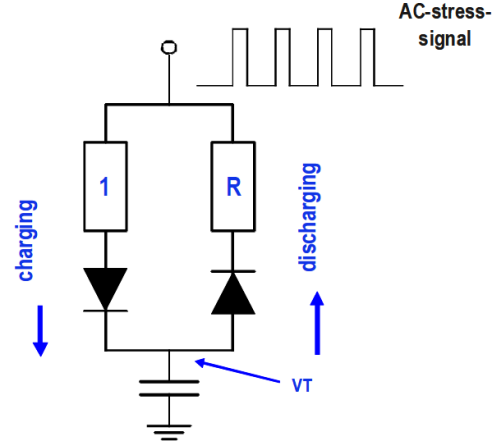 AC-stress-
signal
1
R
charging
discharging
VT